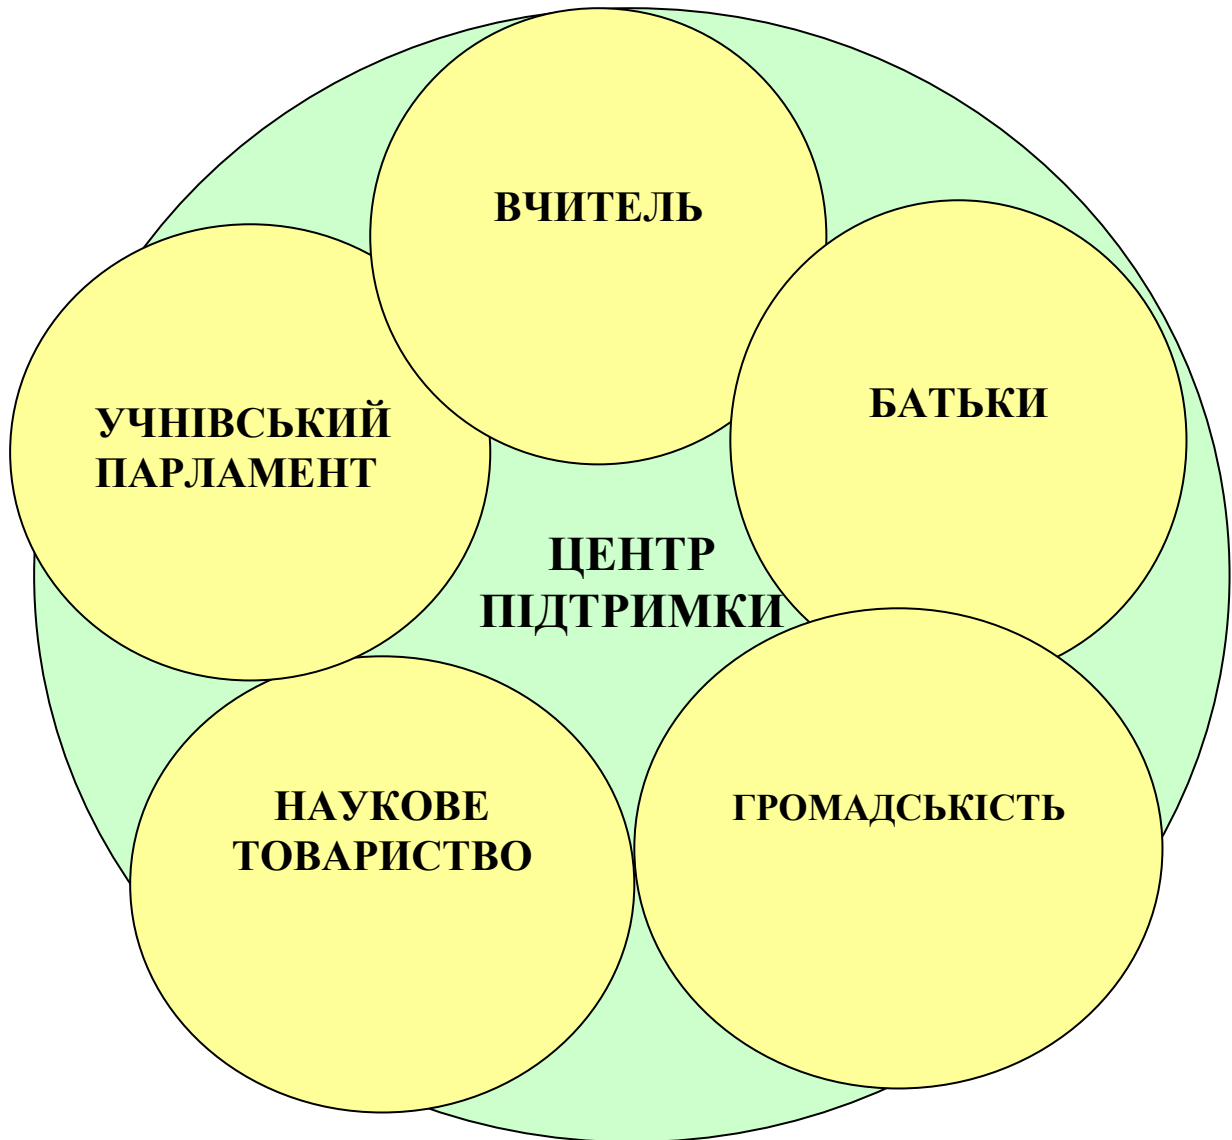 ВЧИТЕЛЬ
БАТЬКИ
УЧНІВСЬКИЙ
ПАРЛАМЕНТ
ЦЕНТР
ПІДТРИМКИ
НАУКОВЕ
ТОВАРИСТВО
ГРОМАДСЬКІСТЬ